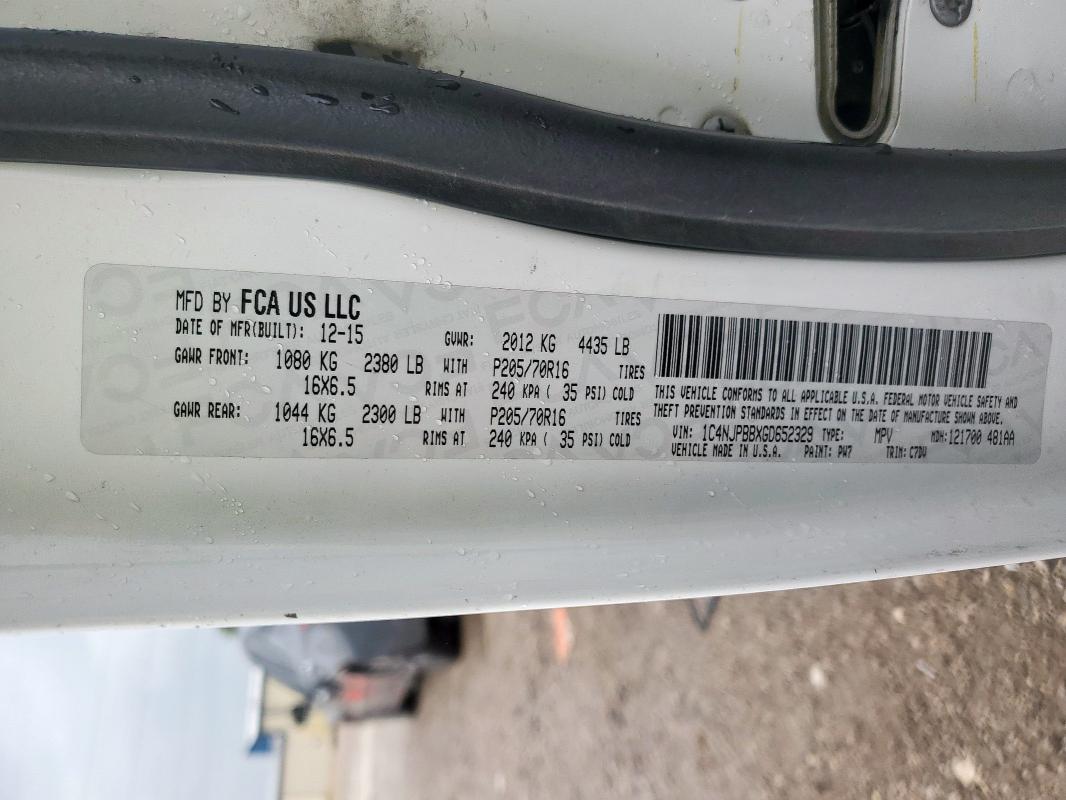 MFD BY FCA US LLC
DATE OF MFR(BUILT): 12-15 GVWR: 2012 KG 4435 LB
GAWR FRONT: 1080 KG 2380 LB WITH P205/70R16 TIRES
16X6.5 RIMS AT 240 KPA ( 35 PSI) COLD
GAWR REAR: 1044 KG 2300 LB WITH P205/70R16 TIRES
16X6.5 RIMS AT 240 KPA ( 35 PSI) COLD
THIS VEHICLE CONFORMS TO ALL APPLICABLE U.S.A. FEDERAL MOTOR VEHICLE SAFETY AND
THEFT PREVENTION STANDARDS IN EFFECT ON THE DATE OF MANUFACTURE SHOWN ABOVE.
VIN: 1C4NJPBBXGD652329 TYPE: MPV MDH: 121700 481AA
VEHICLE MADE IN U.S.A. PAINT: PW7 TRIM: C7DV